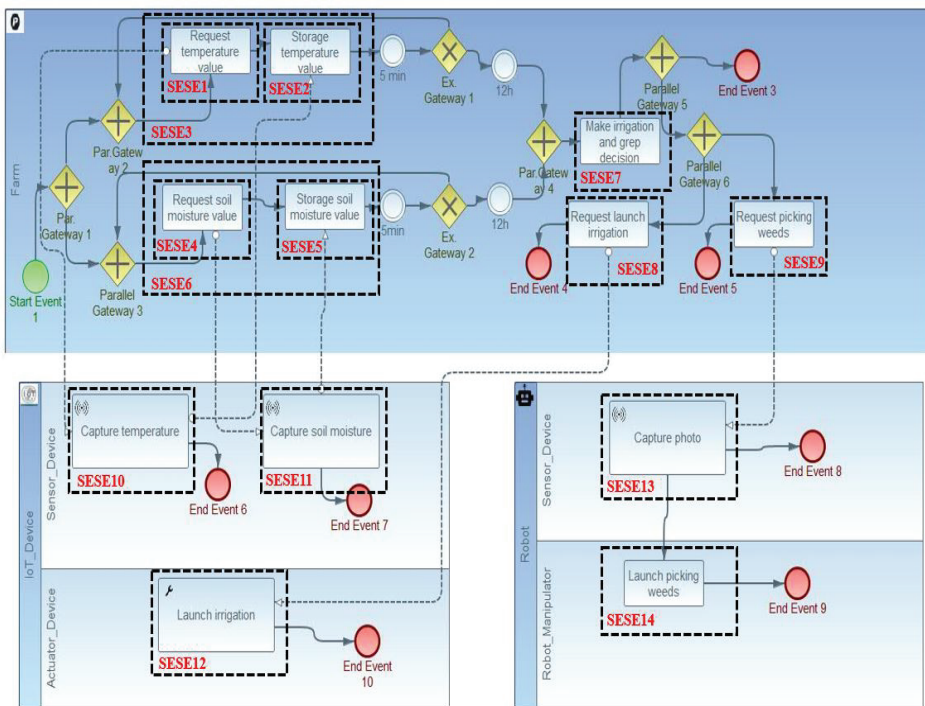 P
Farm
Request
temperature
value
SESE1
Storage
temperature
value
SESE2
SESE3
5 min
Ex.
Gateway 1
12h
Par.Gatew
ay 2
Par.
Gateway 1
Start Event
1
Parallel
Gateway 3
Request soil
moisture value
SESE4
Storage soil
moisture value
SESE5
SESE6
5min
Ex.
Gateway 2
12h
Par.Gatew
ay 4
Make irrigation
and grep
decision
SESE7
Parallel
Gateway 5
End Event 3
Parallel
Gateway 6
Request launch
irrigation
SESE8
End Event 4
Request picking
weeds
SESE9
End Event 5
IoT_Device
Sensor_Device
Capture temperature
SESE10
End Event 6
Capture soil moisture
SESE11
End Event 7
Actuator_Device
Launch irrigation
SESE12
End Event
10
Robot
Sensor_Device
Capture photo
SESE13
End Event 8
Robot_Manipulator
Launch picking
weeds
SESE14
End Event 9